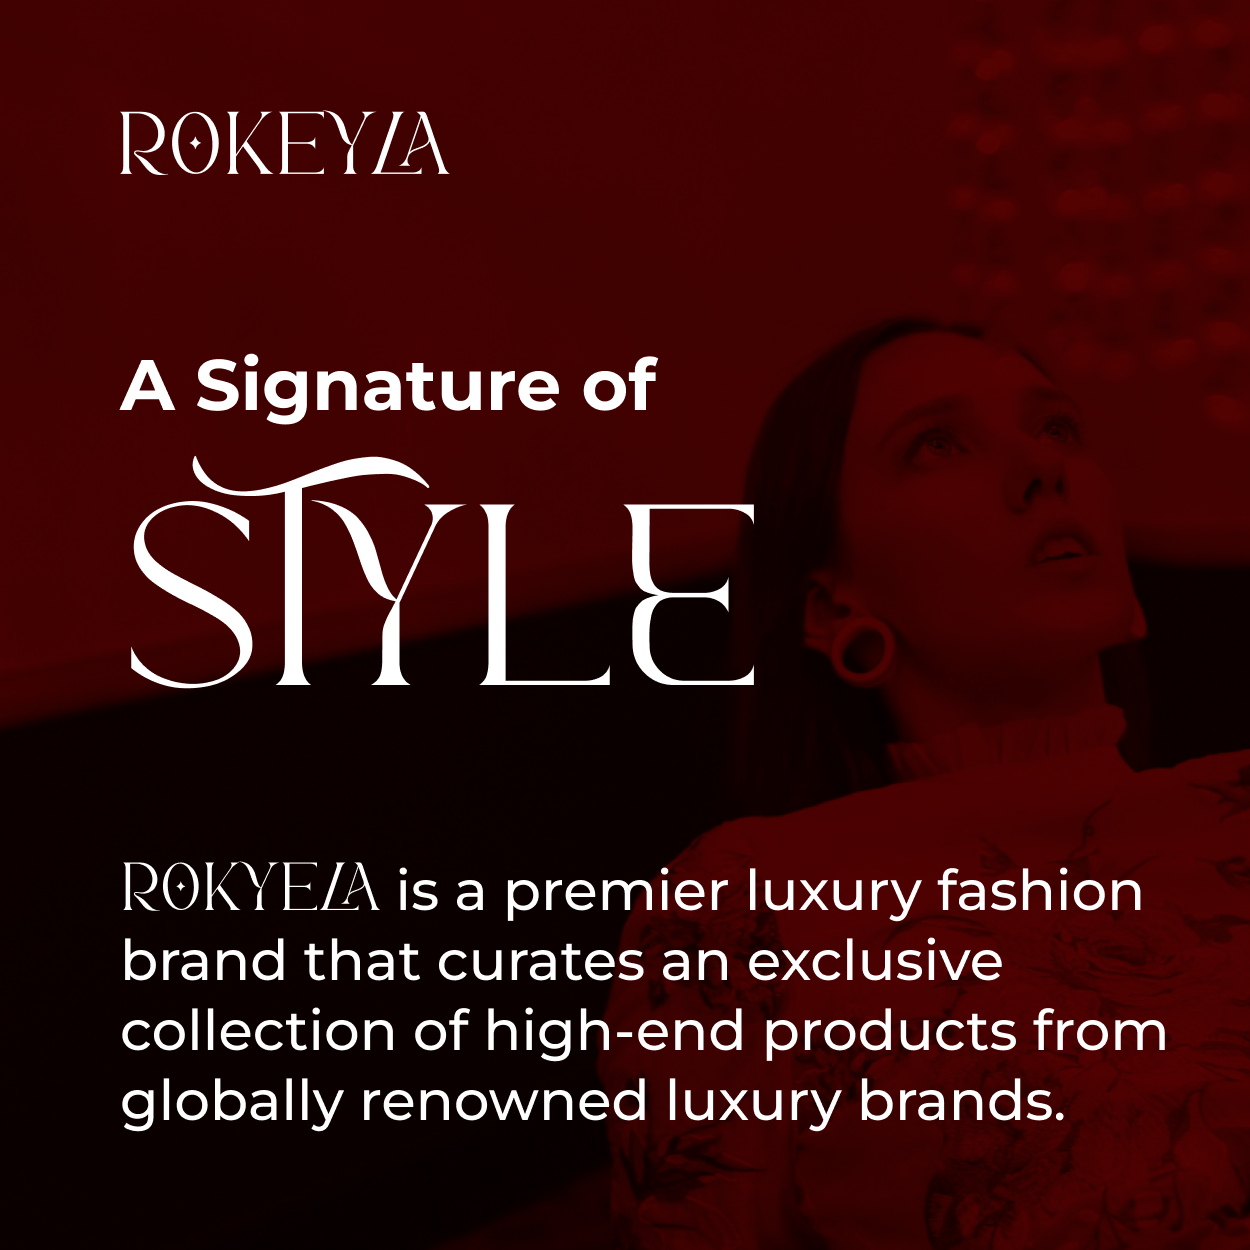 ROKEYLA
A Signature of
STYLE
ROKYELA is a premier luxury fashion
brand that curates an exclusive
collection of high-end products from
globally renowned luxury brands.